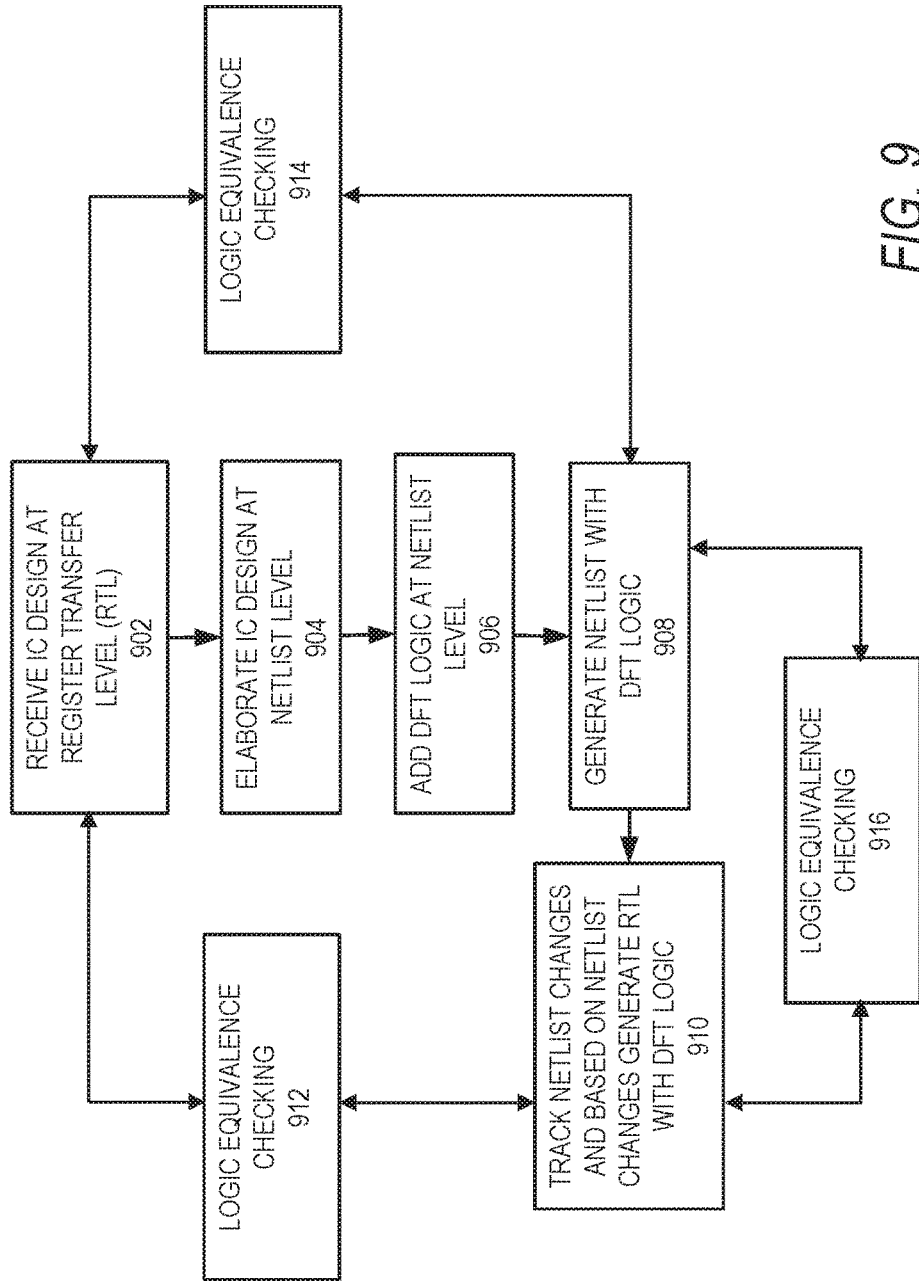 RECEIVE IC DESIGN AT
REGISTER TRANSFER
LEVEL (RTL)
902
ELABORATE IC DESIGN AT
NETLIST LEVEL
904
ADD DFT LOGIC AT NETLIST
LEVEL
906
GENERATE NETLIST WITH
DFT LOGIC
908
TRACK NETLIST CHANGES
AND BASED ON NETLIST
CHANGES GENERATE RTL
WITH DFT LOGIC
910
LOGIC EQUIVALENCE
CHECKING
912
LOGIC EQUIVALENCE
CHECKING
914
LOGIC EQUIVALENCE
CHECKING
916
FIG. 9